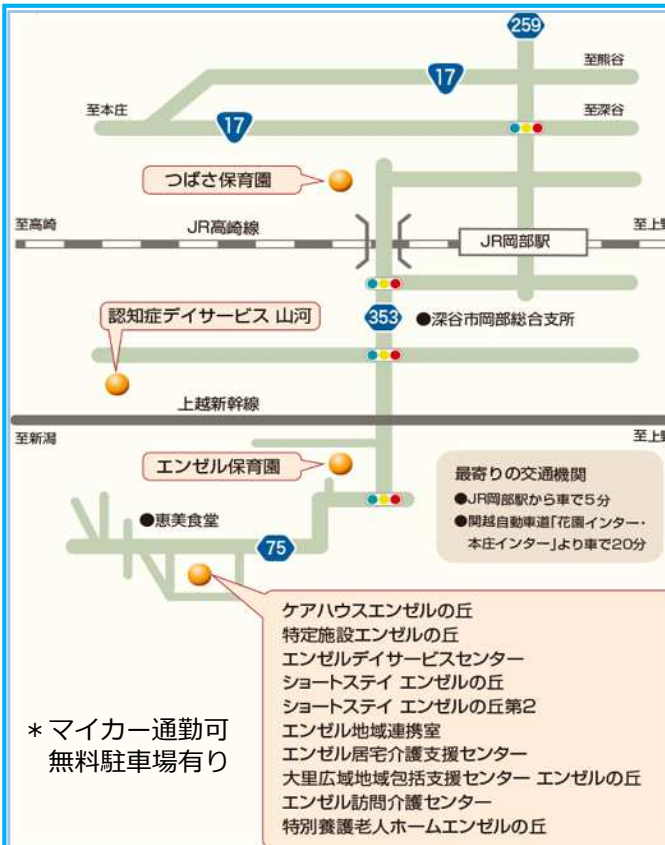 259
至熊谷
17
至本庄
至深谷
17
つばさ保育園
至高崎
JR高崎線
至上野
JR岡部駅
認知症デイサービス 山河
353
●深谷市岡部総合支所
上越新幹線
至新潟
至上野
エンゼル保育園
最寄りの交通機関
●JR岡部駅から車で5分
●関越自動車道「花園インター・
本庄インター」より車で20分
●恵美食堂
75
ケアハウスエンゼルの丘
特定施設エンゼルの丘
エンゼルデイサービスセンター
ショートステイ エンゼルの丘
ショートステイ エンゼルの丘第2
エンゼル地域連携室
エンゼル居宅介護支援センター
大里広域地域包括支援センター エンゼルの丘
エンゼル訪問介護センター
特別養護老人ホームエンゼルの丘
＊マイカー通勤可
無料駐車場有り